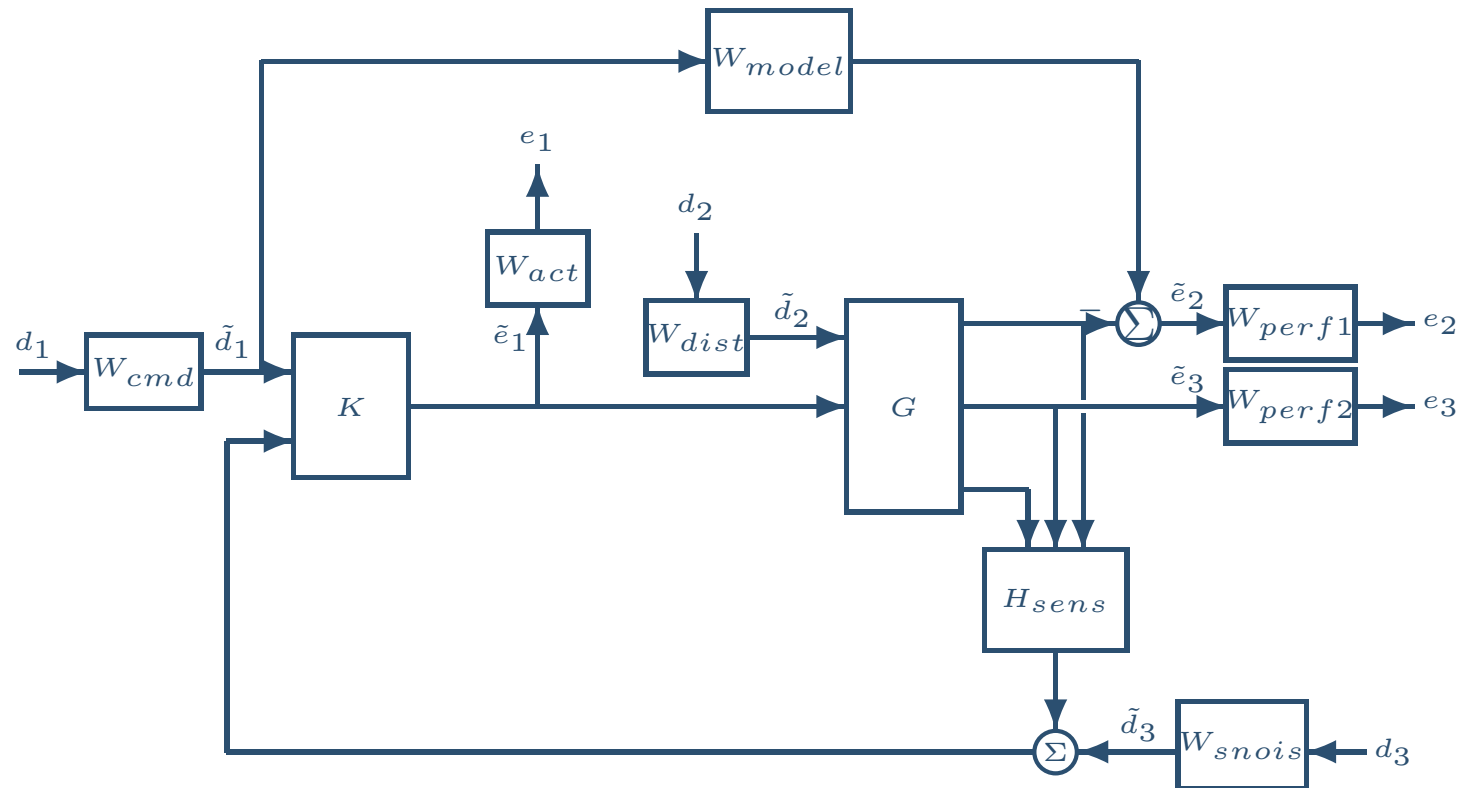 W_model
e_1
d_2
W_act
d̃_2
ẽ_2
− Σ
W_perf1
e_2
d_1
d̃_1
ẽ_1
W_dist
W_cmd
ẽ_3
K
G
W_perf2
e_3
H_sens
d̃_3
Σ
W_snois
d_3